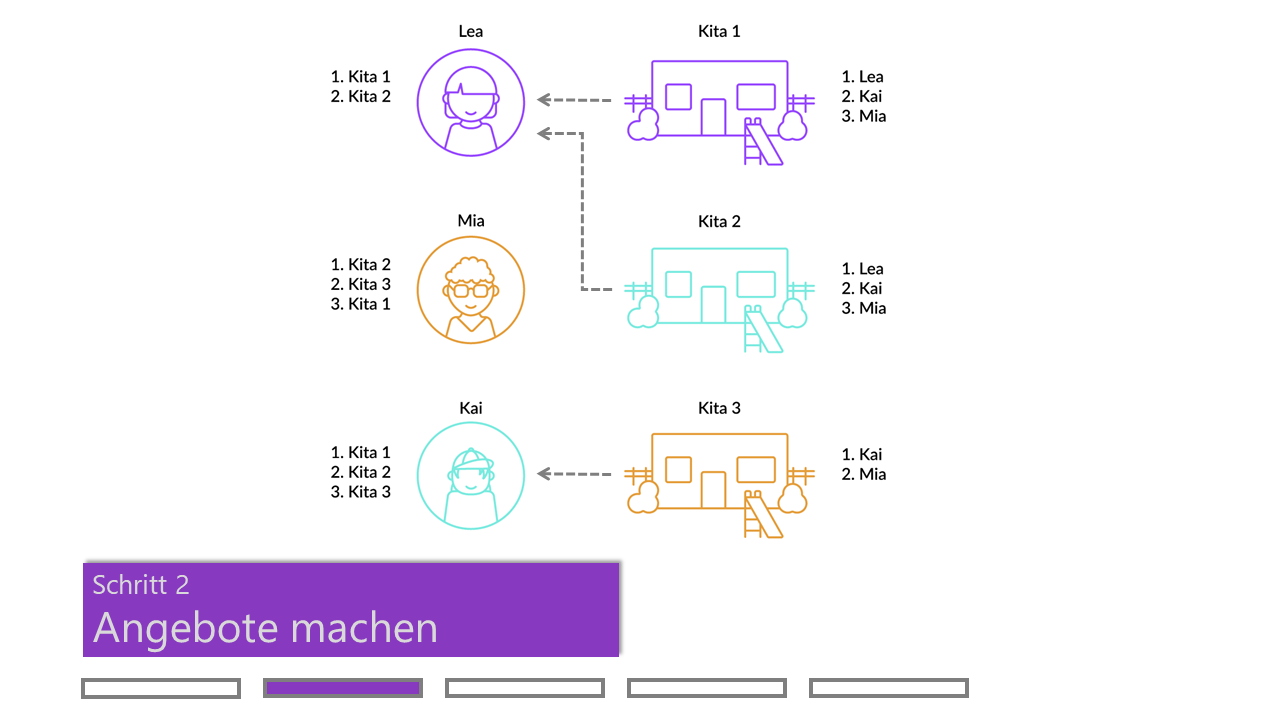 Lea
Kita 1
1. Kita 1
2. Kita 2
1. Lea
2. Kai
3. Mia
Mia
Kita 2
1. Kita 2
2. Kita 3
3. Kita 1
1. Lea
2. Kai
3. Mia
Kai
Kita 3
1. Kita 1
2. Kita 2
3. Kita 3
1. Kai
2. Mia
Schritt 2
Angebote machen